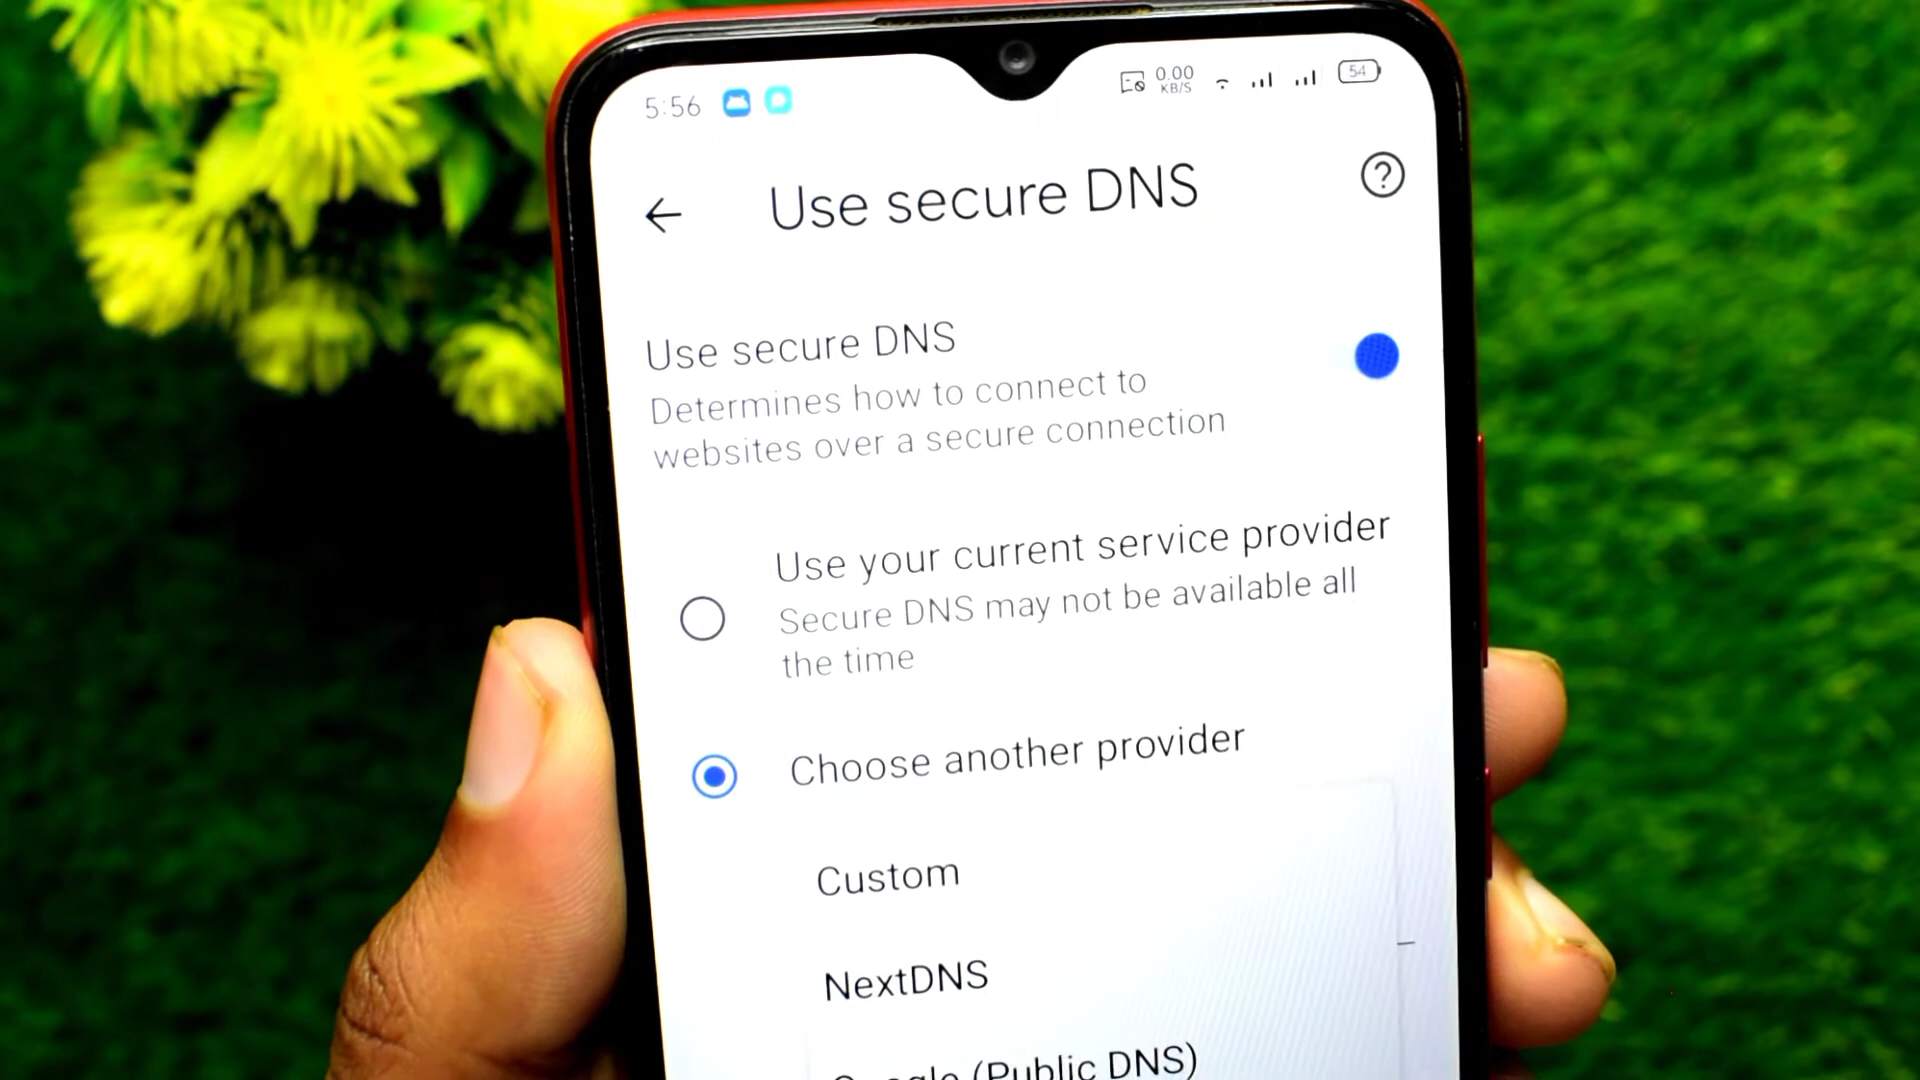 5:56
0.00
KB/S
54
Use secure DNS
Use secure DNS
Determines how to connect to
websites over a secure connection
Use your current service provider
Secure DNS may not be available all
the time
Choose another provider
Custom
NextDNS
Google (Public DNS)